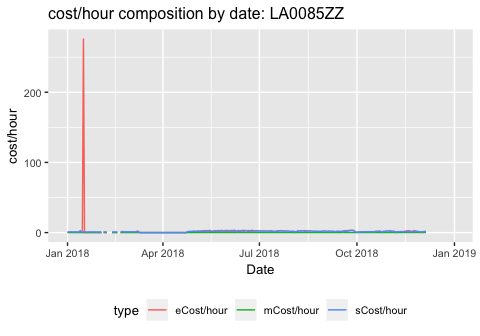 cost/hour composition by date: LA0085ZZ
cost/hour
200
100
0
Jan 2018 Apr 2018 Jul 2018 Oct 2018 Jan 2019
Date
type eCost/hour mCost/hour sCost/hour